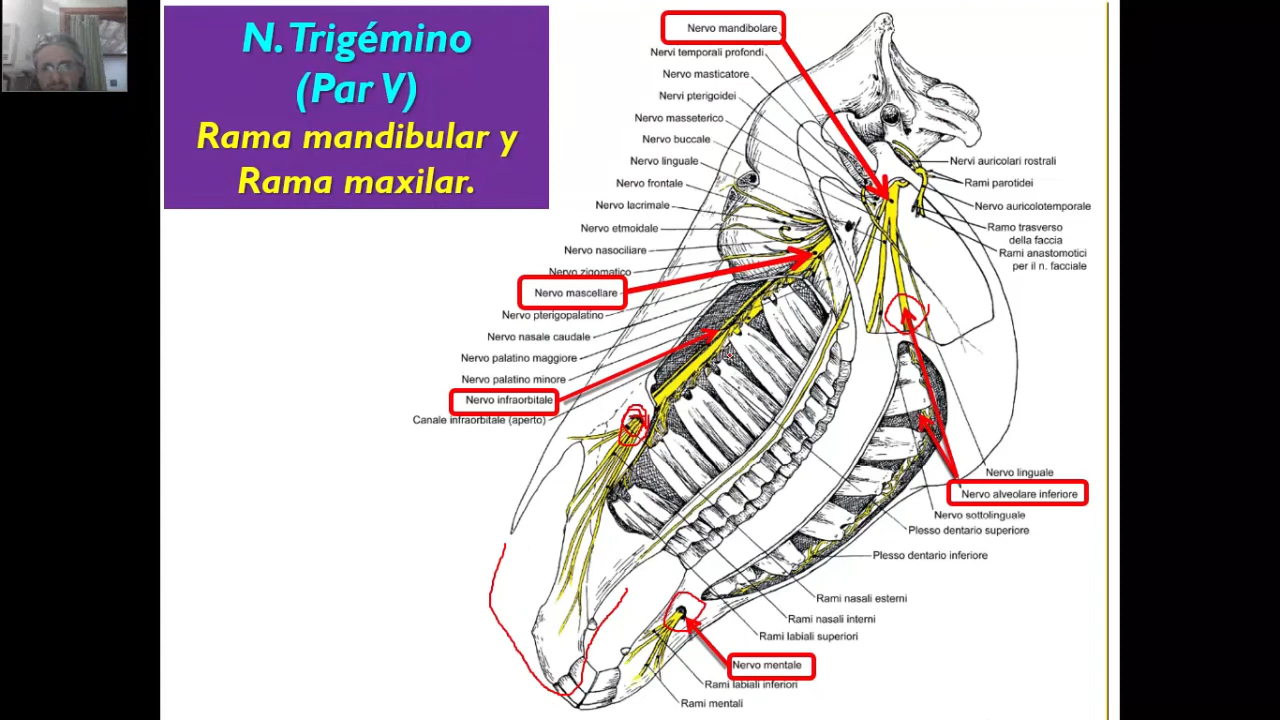 N. Trigémino
(Par V)
Rama mandibular y
Rama maxilar.
Nervo mandibolare
Nervi temporali profondi
Nervo masticatore
Nervi pterigoidei
Nervo masseterico
Nervo buccale
Nervo linguale
Nervo frontale
Nervo lacrimale
Nervo etmoidale
Nervo nasociliare
Nervo zigomatico
Nervo mascellare
Nervo pterigopalatino
Nervo nasale caudale
Nervo palatino maggiore
Nervo palatino minore
Nervo infraorbitale
Canale infraorbitale (aperto)
Nervi auricolari rostrali
Rami parotidei
Nervo auricolotemporale
Ramo trasverso
della faccia
Rami anastomotici
per il n. facciale
Nervo linguale
Nervo alveolare inferiore
Nervo sottolinguale
Plesso dentario superiore
Plesso dentario inferiore
Rami nasali esterni
Rami nasali interni
Rami labiali superiori
Nervo mentale
Rami labiali inferiori
Rami mentali